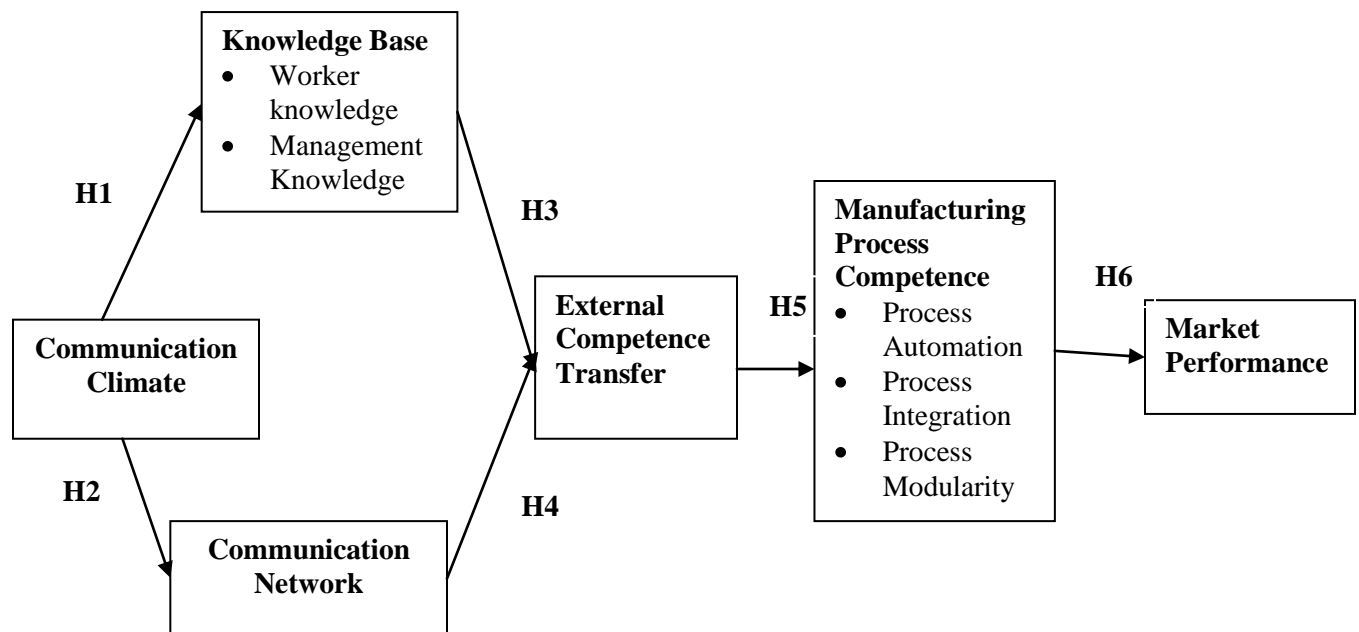 Knowledge Base
• Worker
knowledge
• Management
Knowledge
H1
H3
Communication
Climate
H2
Communication
Network
H4
External
Competence
Transfer
H5
Manufacturing
Process
Competence
• Process
Automation
• Process
Integration
• Process
Modularity
H6
Market
Performance